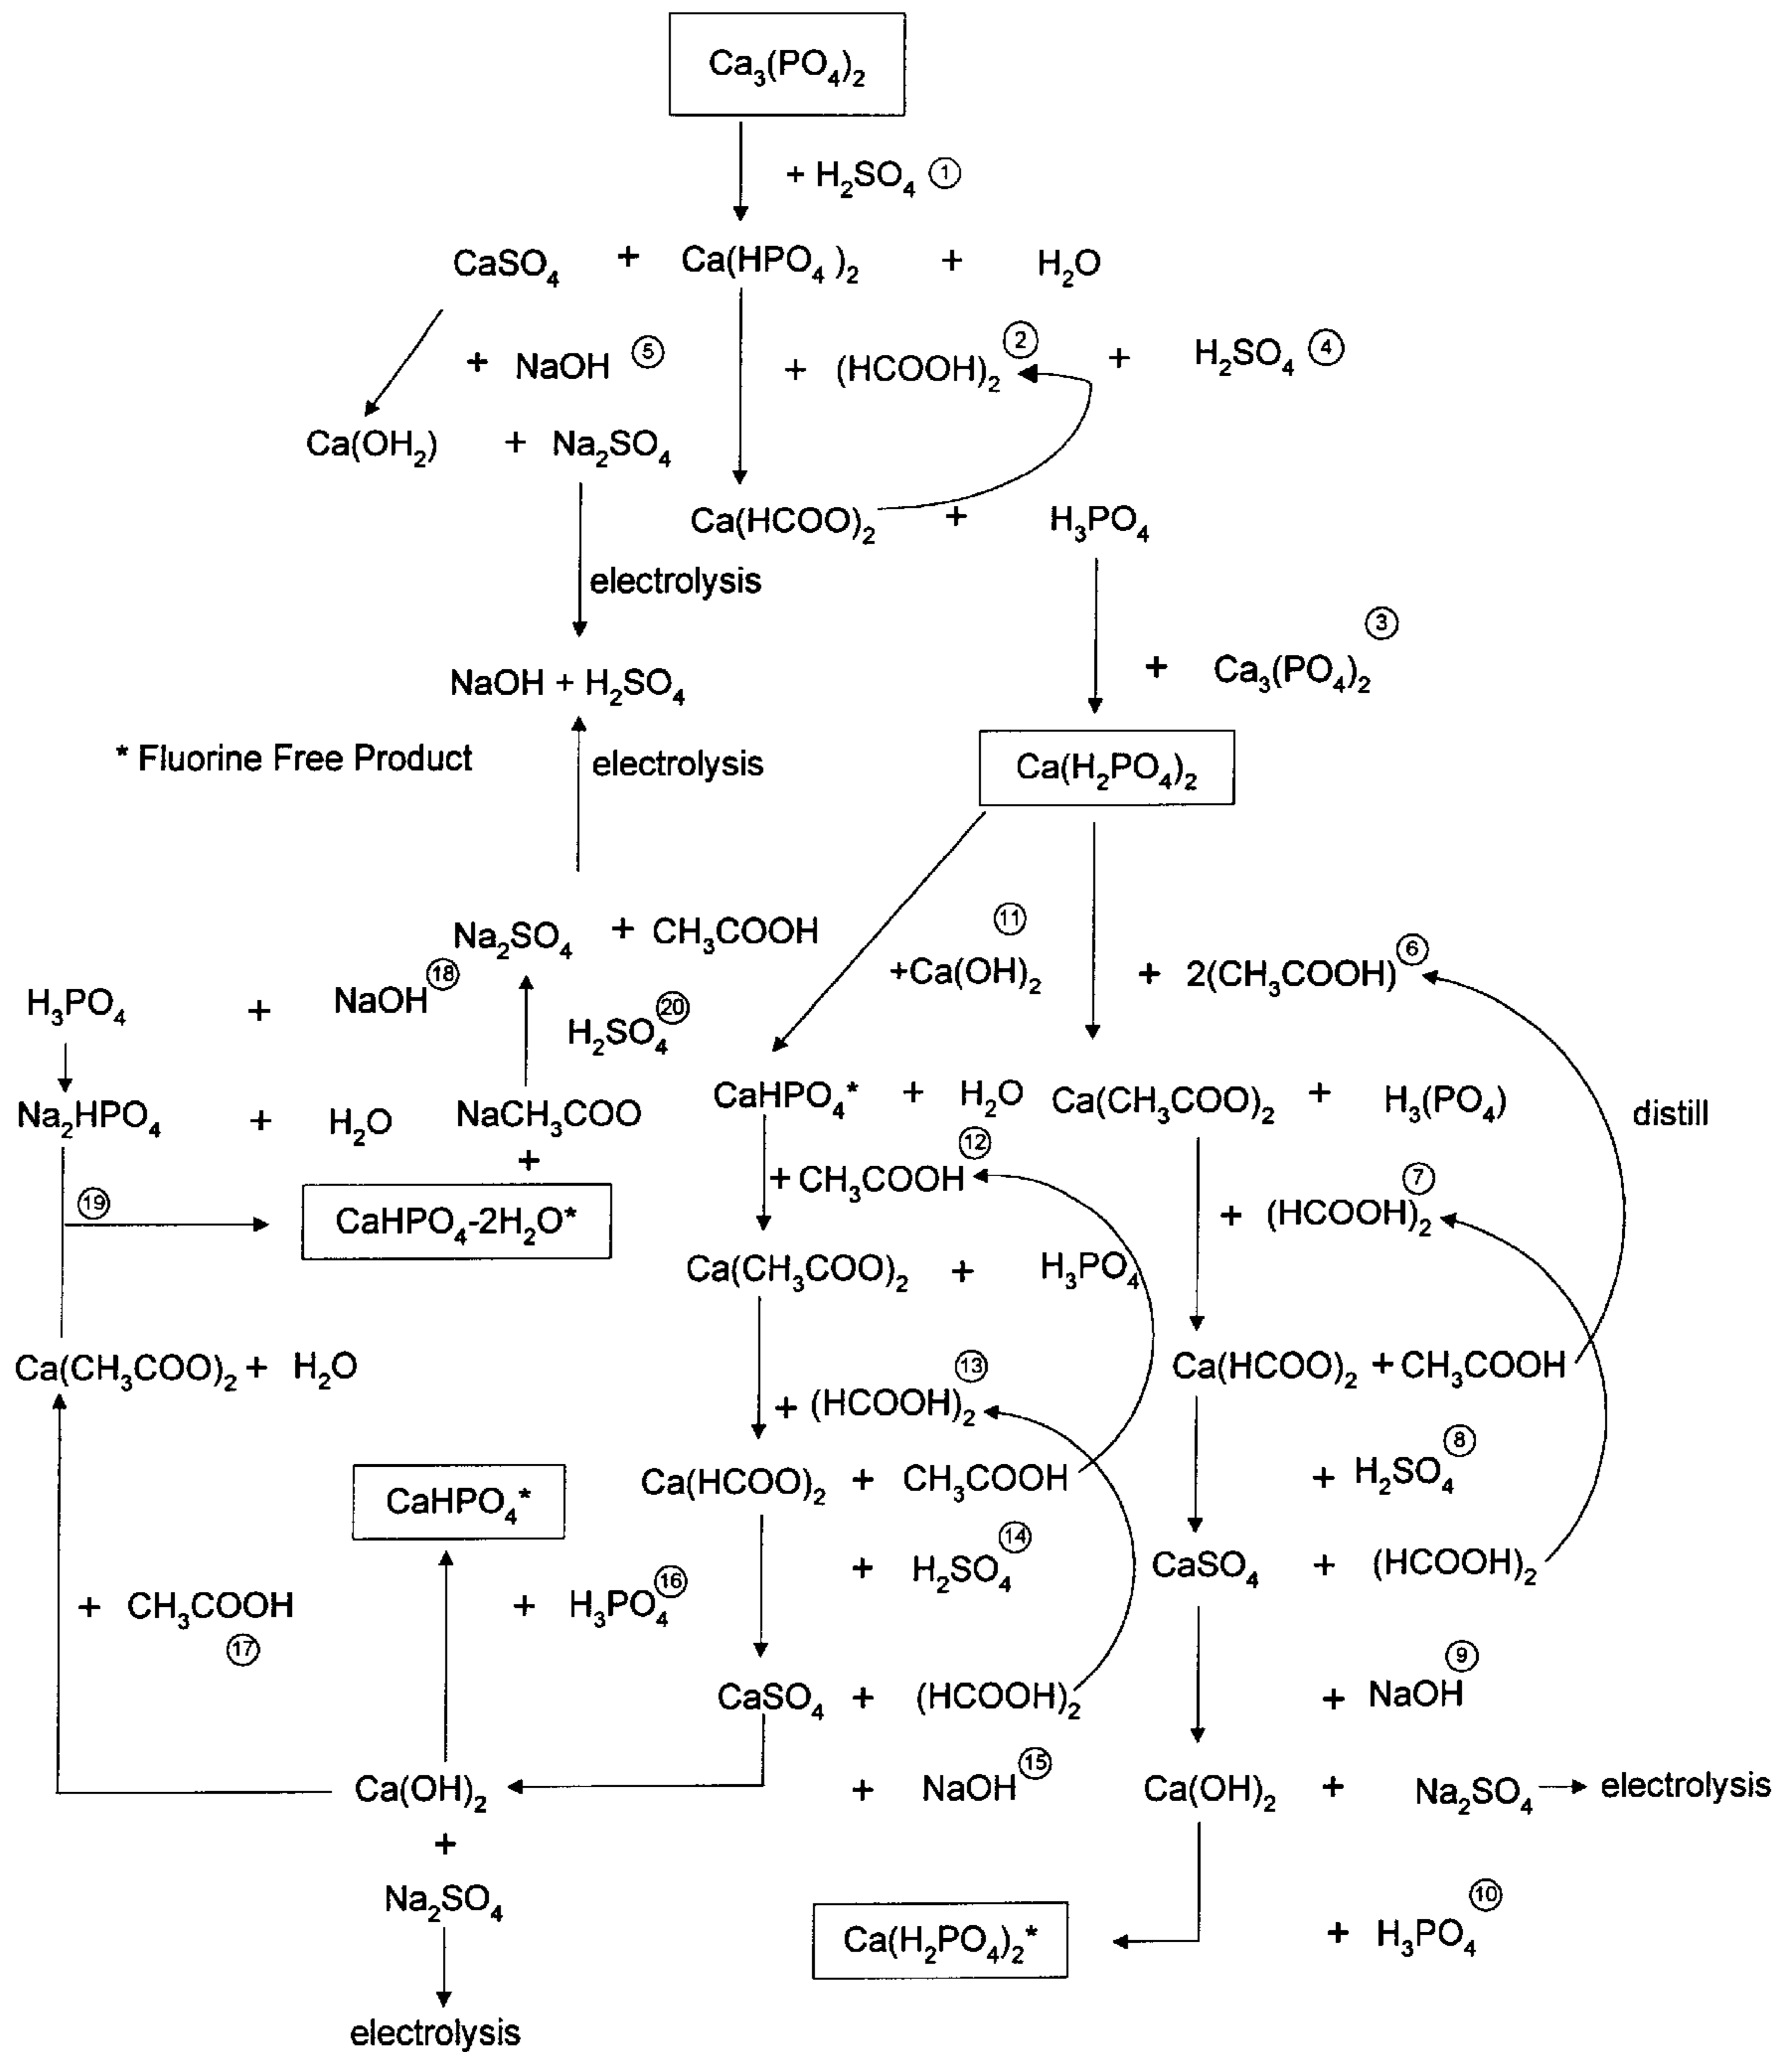 Ca₃(PO₄)₂
+ H₂SO₄ ①
CaSO₄ + Ca(HPO₄)₂ + H₂O
+ NaOH ⑤ + (HCOOH)₂ ② + H₂SO₄ ④
Ca(OH₂) + Na₂SO₄
Ca(HCOO)₂ + H₃PO₄
electrolysis
+ Ca₃(PO₄)₂ ③
NaOH + H₂SO₄
* Fluorine Free Product electrolysis
Ca(H₂PO₄)₂
Na₂SO₄ + CH₃COOH
+Ca(OH)₂ ⑪ + 2(CH₃COOH) ⑥
H₃PO₄ + NaOH ⑱
H₂SO₄ ⑳
Na₂HPO₄ + H₂O NaCH₃COO CaHPO₄* + H₂O Ca(CH₃COO)₂ + H₃(PO₄) distill
+
+ CH₃COOH ⑫
⑲ CaHPO₄-2H₂O* + (HCOOH)₂ ⑦
Ca(CH₃COO)₂ + H₃PO₄
Ca(CH₃COO)₂ + H₂O Ca(HCOO)₂ + CH₃COOH
+ (HCOOH)₂ ⑬
Ca(HCOO)₂ + CH₃COOH + H₂SO₄ ⑧
CaHPO₄*
+ H₂SO₄ ⑭ CaSO₄ + (HCOOH)₂
+ CH₃COOH ⑰ + H₃PO₄ ⑯
CaSO₄ + (HCOOH)₂ + NaOH ⑨
Ca(OH)₂ + NaOH ⑮ Ca(OH)₂ + Na₂SO₄ electrolysis
+
Na₂SO₄
Ca(H₂PO₄)₂* + H₃PO₄ ⑩
electrolysis